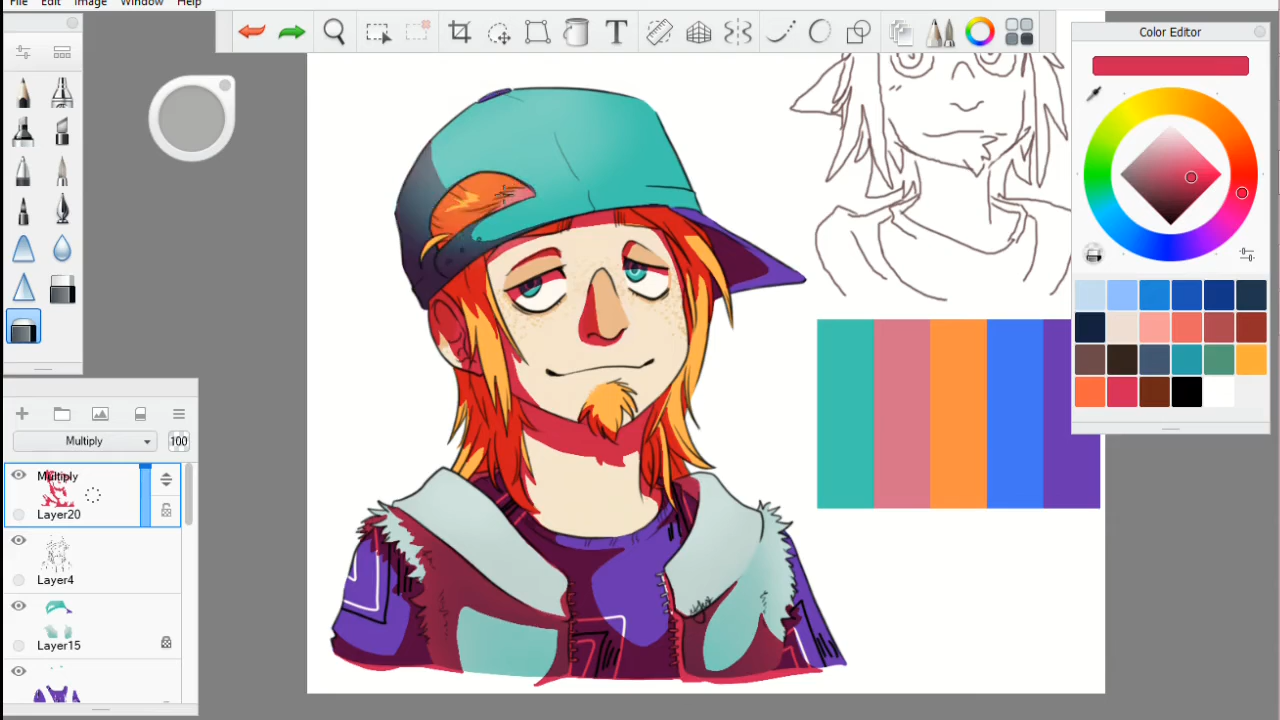 File Edit Image Window Help
T
Color Editor
Multiply
100
Multiply
Layer20
Layer4
Layer15